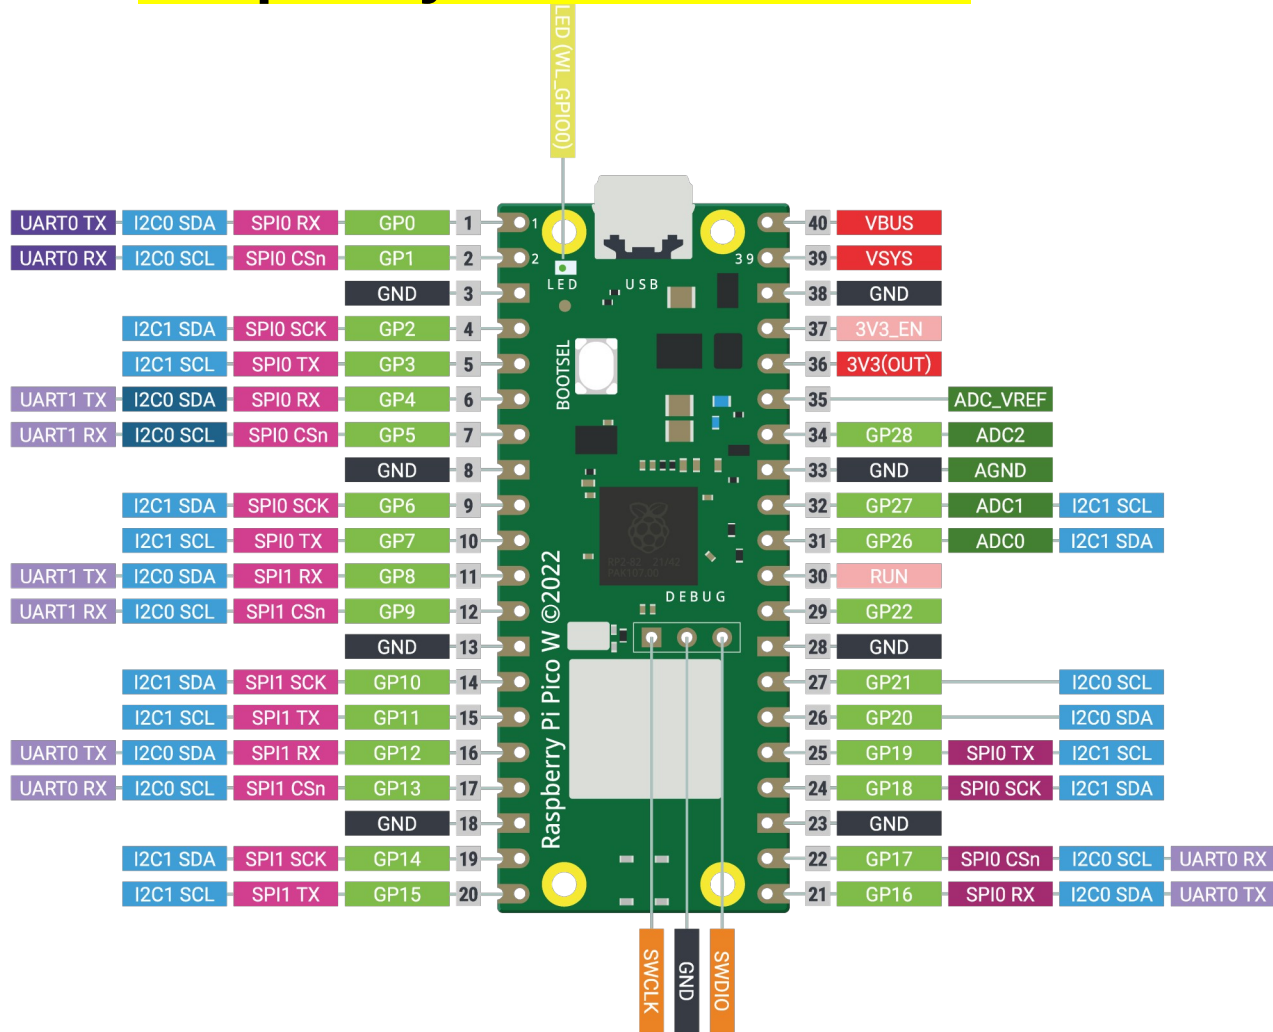 LED (WL_GPIO0)
UART0 TX I2C0 SDA SPI0 RX GP0 1 1 40 VBUS
UART0 RX I2C0 SCL SPI0 CSn GP1 2 2 39 39 VSYS
LED USB
GND 3 38 GND
I2C1 SDA SPI0 SCK GP2 4 37 3V3_EN
I2C1 SCL SPI0 TX GP3 5 BOOTSEL 36 3V3(OUT)
UART1 TX I2C0 SDA SPI0 RX GP4 6 35 ADC_VREF
UART1 RX I2C0 SCL SPI0 CSn GP5 7 34 GP28 ADC2
GND 8 33 GND AGND
I2C1 SDA SPI0 SCK GP6 9 32 GP27 ADC1 I2C1 SCL
I2C1 SCL SPI0 TX GP7 10 31 GP26 ADC0 I2C1 SDA
RP2-B2 21/42
UART1 TX I2C0 SDA SPI1 RX GP8 11 30 RUN
DEBUG
UART1 RX I2C0 SCL SPI1 CSn GP9 12 29 GP22
GND 13 28 GND
I2C1 SDA SPI1 SCK GP10 14 27 GP21 I2C0 SCL
Raspberry Pi Pico W ©2022
I2C1 SCL SPI1 TX GP11 15 26 GP20 I2C0 SDA
UART0 TX I2C0 SDA SPI1 RX GP12 16 25 GP19 SPI0 TX I2C1 SCL
UART0 RX I2C0 SCL SPI1 CSn GP13 17 24 GP18 SPI0 SCK I2C1 SDA
GND 18 23 GND
I2C1 SDA SPI1 SCK GP14 19 22 GP17 SPI0 CSn I2C0 SCL UART0 RX
I2C1 SCL SPI1 TX GP15 20 21 GP16 SPI0 RX I2C0 SDA UART0 TX
SWCLK GND SWDIO